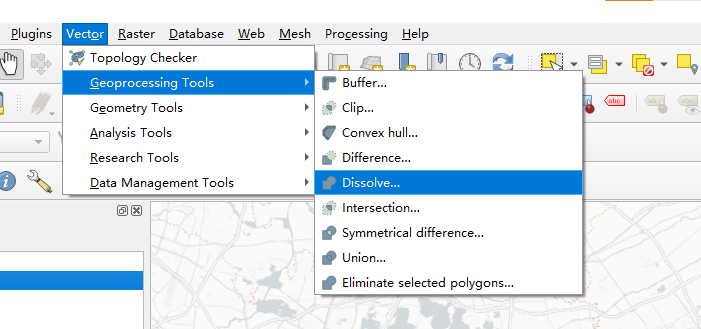 Plugins Vector Raster Database Web Mesh Processing Help
Topology Checker
Geoprocessing Tools
Geometry Tools
Analysis Tools
Research Tools
Data Management Tools
Buffer...
Clip...
Convex hull...
Difference...
Dissolve...
Intersection...
Symmetrical difference...
Union...
Eliminate selected polygons...
abc